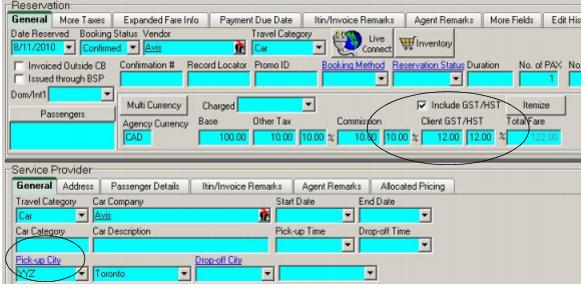 Reservation
General More Taxes Expanded Fare Info Payment Due Date Itin/Invoice Remarks Agent Remarks More Fields Edit His
Date Reserved Booking Status Vendor Travel Category
8/11/2010 Confirmed Avis Car Live Connect Inventory
Invoiced Outside CB Confirmation # Record Locator Promo ID Booking Method Reservation Status Duration No. of PAX No.
Issued through BSP 1
Dom/Int'l
Passengers Multi Currency Charged Include GST/HST Itemize
Agency Currency Base Other Tax Commission Client GST/HST Total Fare
CAD 100.00 10.00 10.00 % 10.00 10.00 % 12.00 12.00 % 122.00
Service Provider
General Address Passenger Details Itin/Invoice Remarks Agent Remarks Allocated Pricing
Travel Category Car Company Start Date End Date
Car Avis
Car Category Car Description Pick-up Time Drop-off Time
Pick-up City Drop-off City
YYZ Toronto